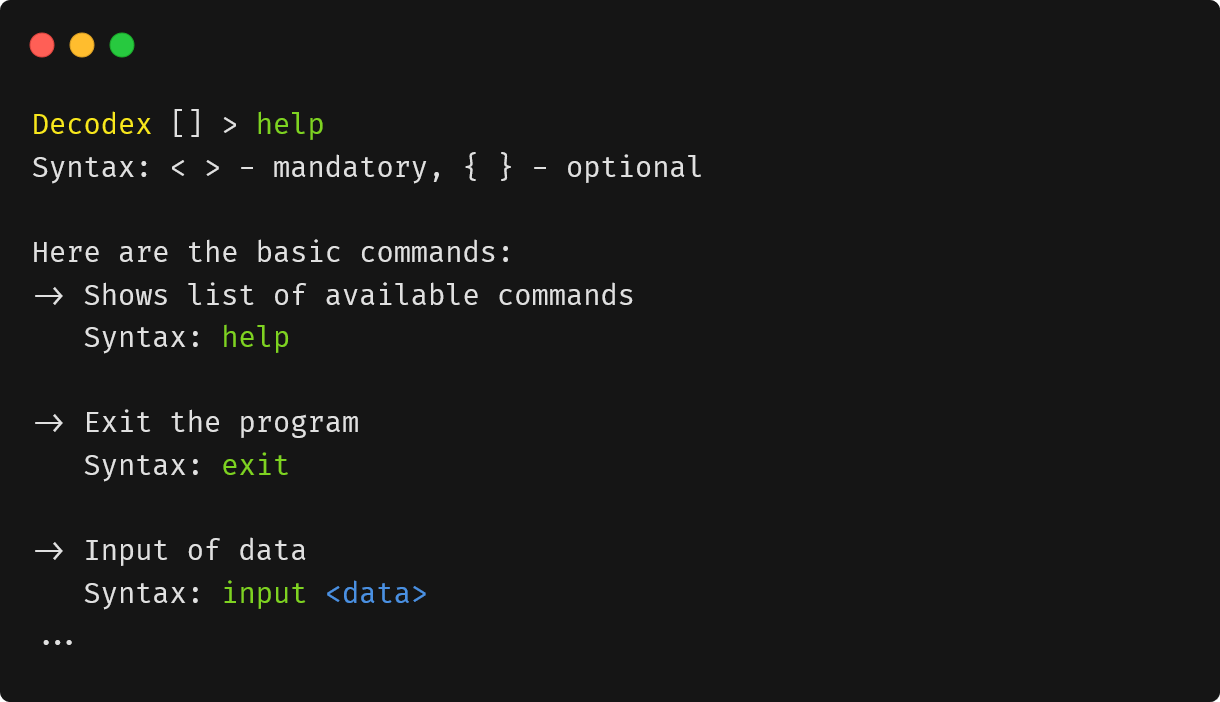 Decodex [] > help
Syntax: < > - mandatory, { } - optional
Here are the basic commands:
-> Shows list of available commands
Syntax: help
-> Exit the program
Syntax: exit
-> Input of data
Syntax: input <data>
...